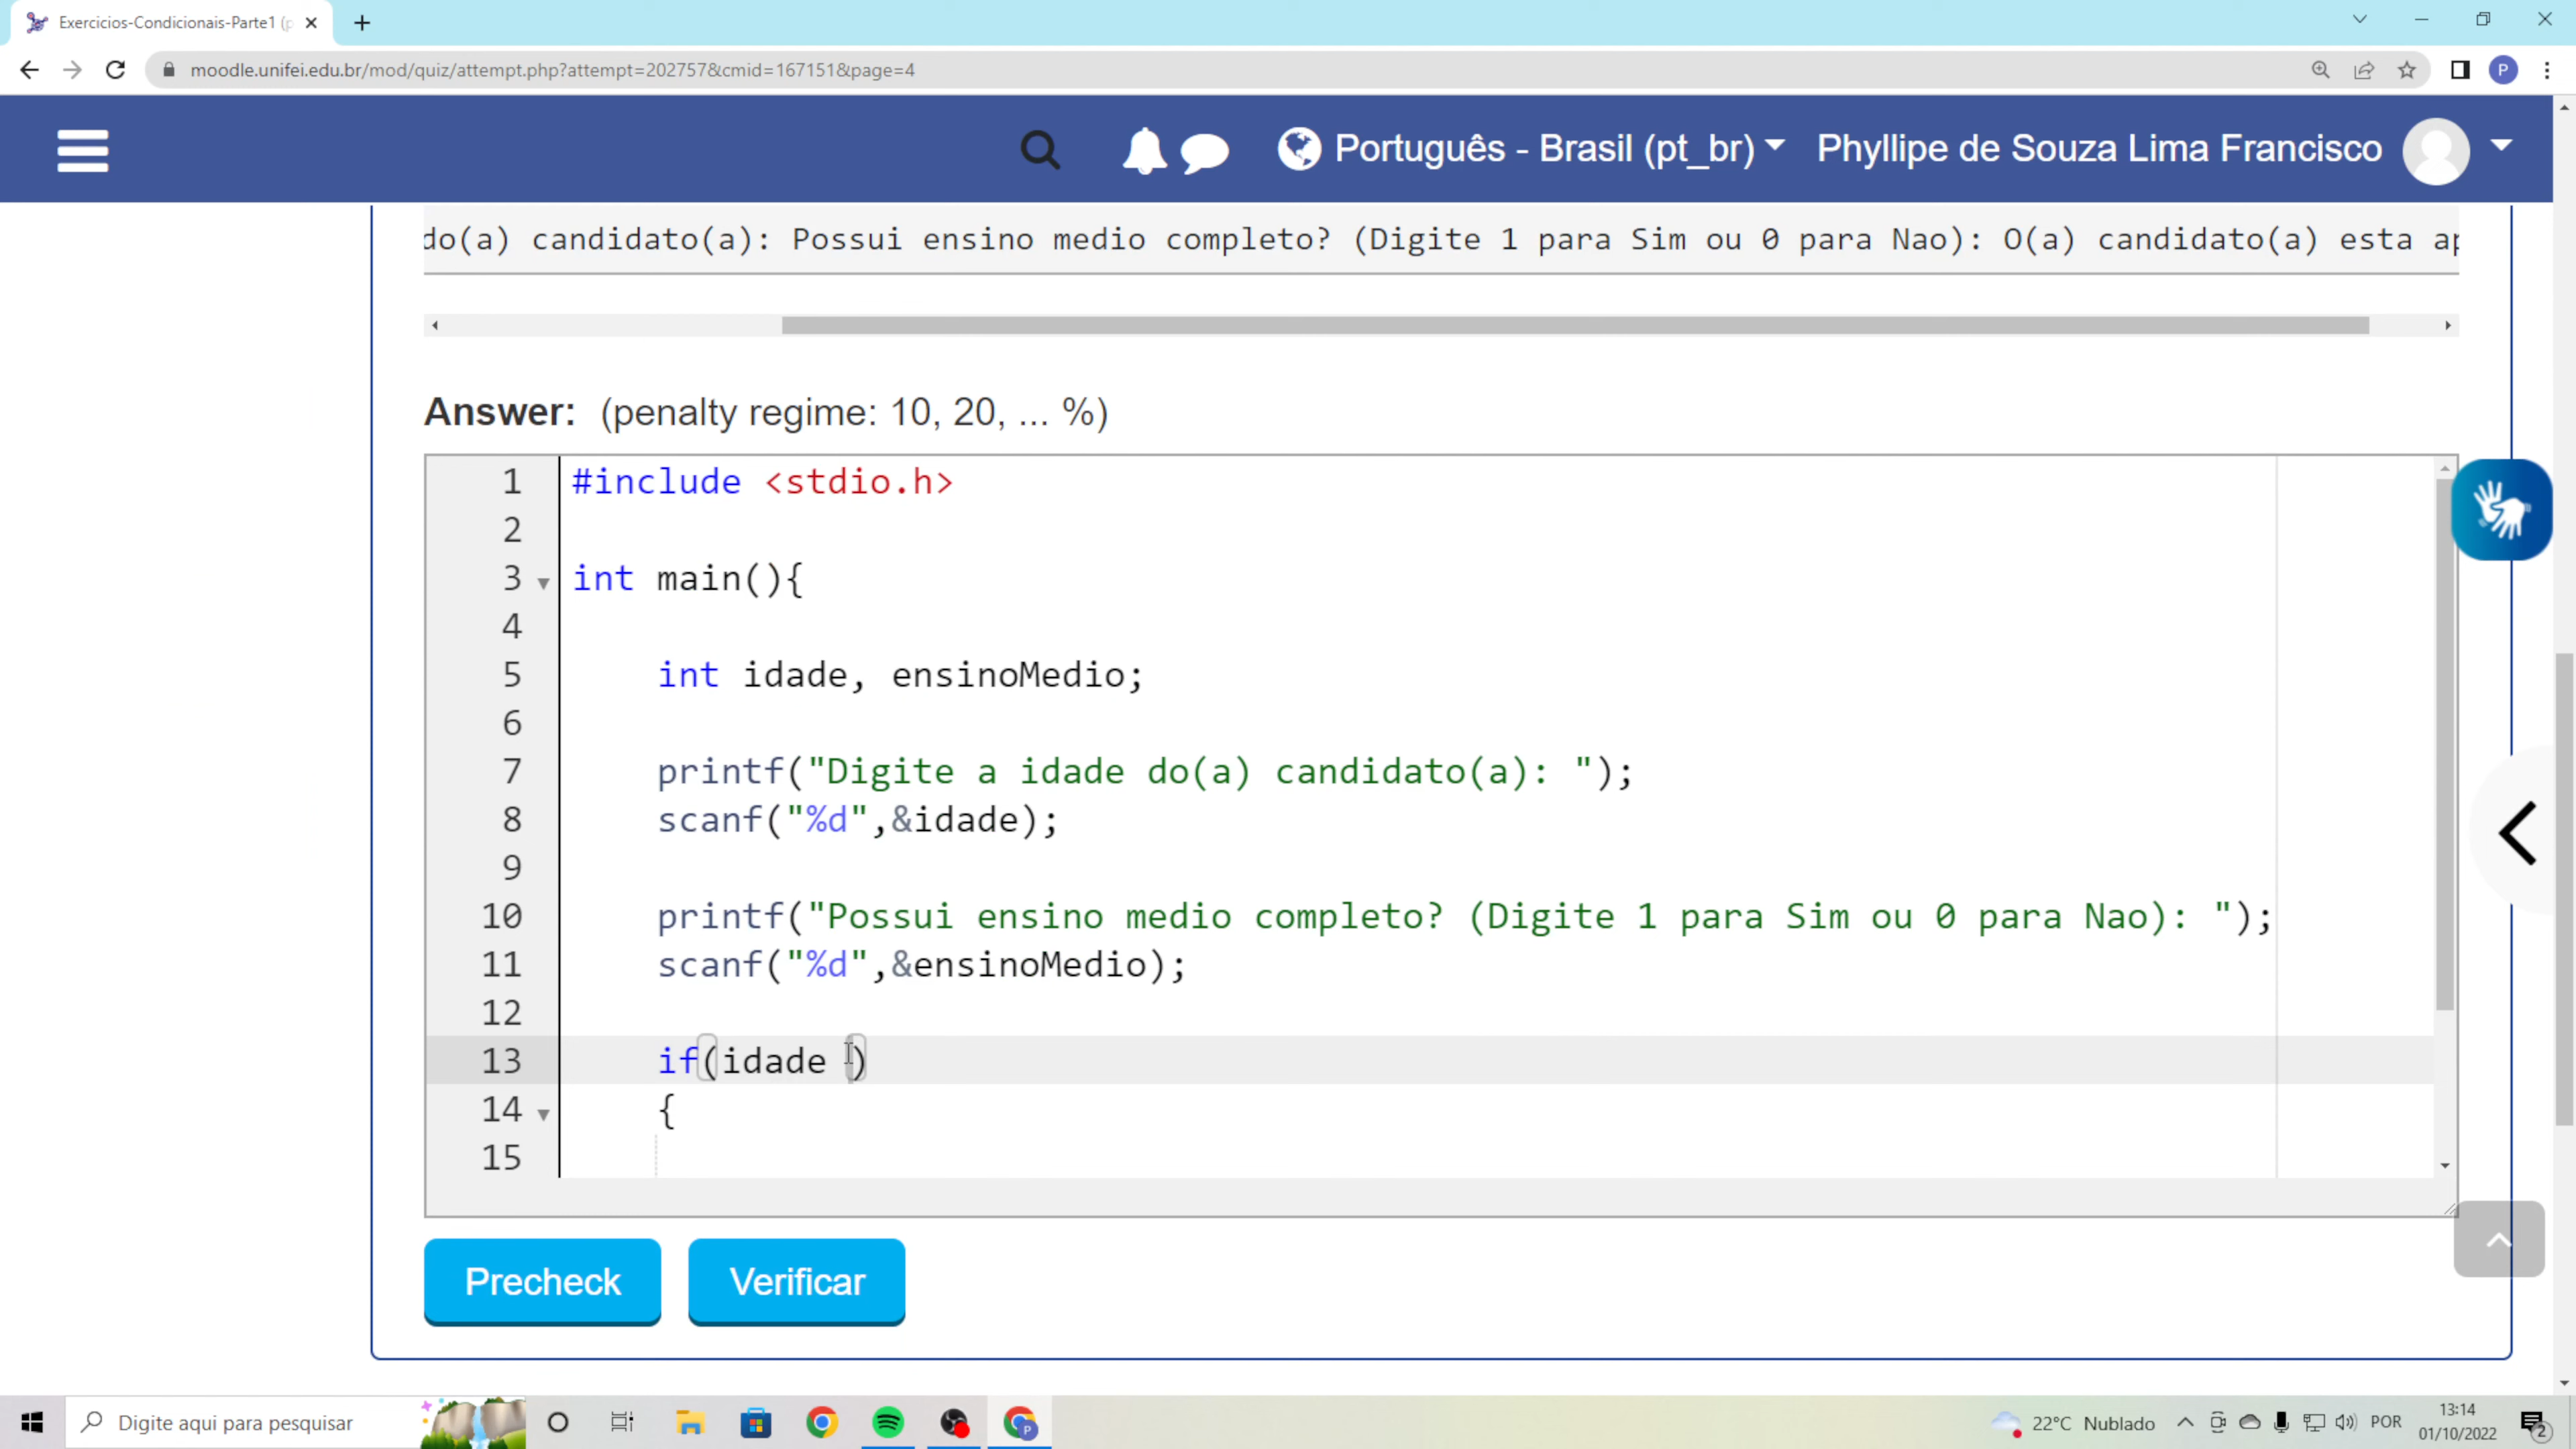 Exercicios-Condicionais-Parte1 (p
moodle.unifei.edu.br/mod/quiz/attempt.php?attempt=202757&cmid=167151&page=4
P
Português - Brasil (pt_br) Phyllipe de Souza Lima Francisco
do(a) candidato(a): Possui ensino medio completo? (Digite 1 para Sim ou 0 para Nao): O(a) candidato(a) esta ap
Answer: (penalty regime: 10, 20, ... %)
1 #include <stdio.h>
2
3 int main(){
4
5 int idade, ensinoMedio;
6
7 printf("Digite a idade do(a) candidato(a): ");
8 scanf("%d",&idade);
9
10 printf("Possui ensino medio completo? (Digite 1 para Sim ou 0 para Nao): ");
11 scanf("%d",&ensinoMedio);
12
13 if(idade )
14 {
15
Precheck Verificar
Digite aqui para pesquisar
P
22°C Nublado
POR
13:14
01/10/2022
2